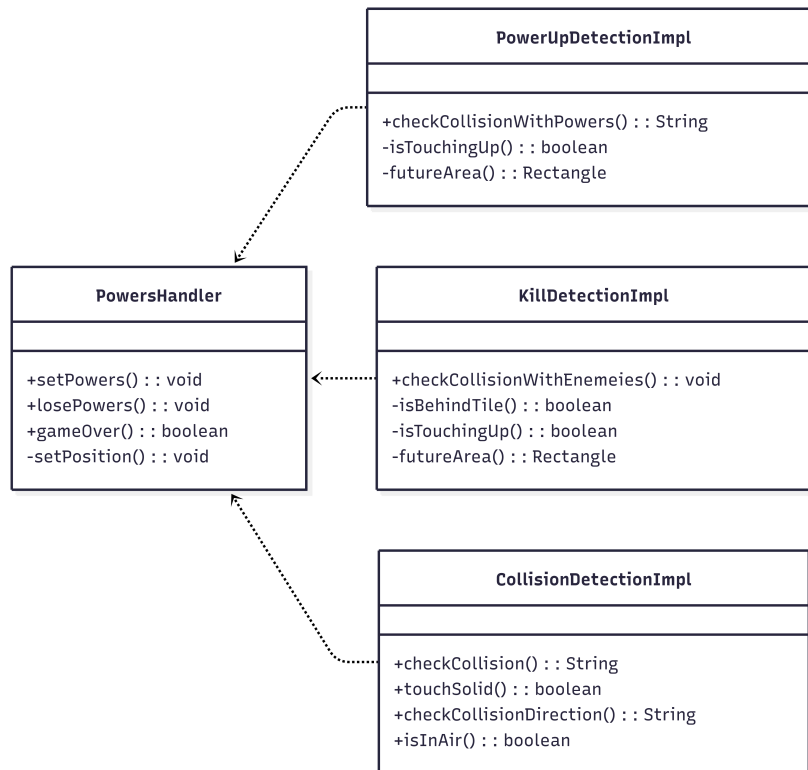 PowerUpDetectionImpl
+checkCollisionWithPowers() : : String
-isTouchingUp() : : boolean
-futureArea() : : Rectangle
PowersHandler
+setPowers() : : void
+losePowers() : : void
+gameOver() : : boolean
-setPosition() : : void
KillDetectionImpl
+checkCollisionWithEnemeies() : : void
-isBehindTile() : : boolean
-isTouchingUp() : : boolean
-futureArea() : : Rectangle
CollisionDetectionImpl
+checkCollision() : : String
+touchSolid() : : boolean
+checkCollisionDirection() : : String
+isInAir() : : boolean